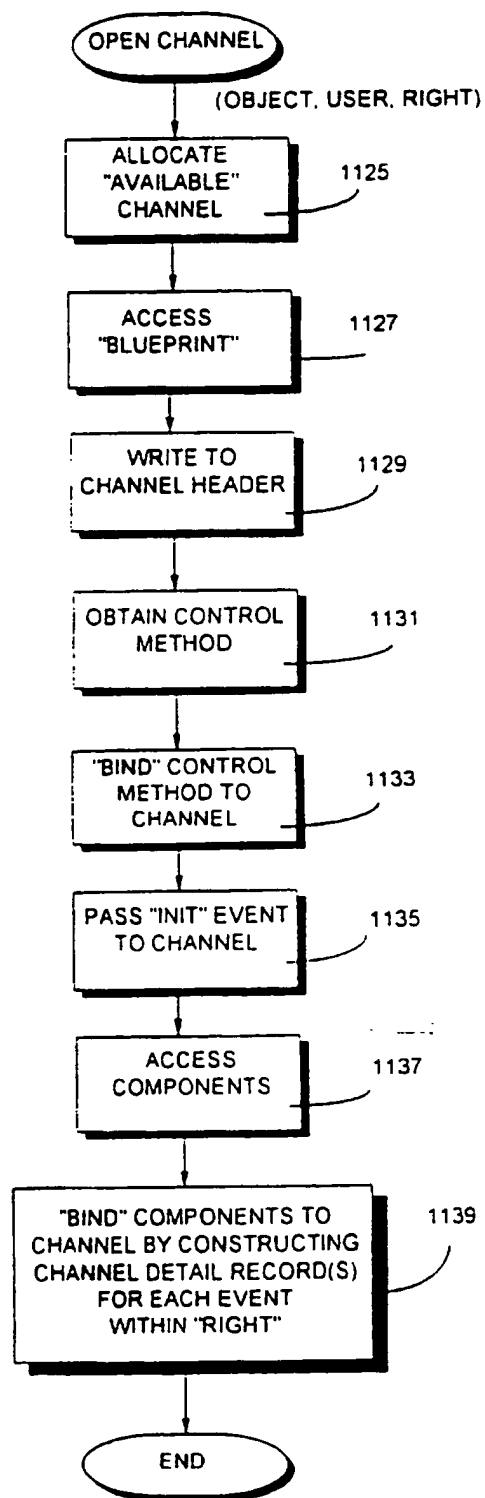 OPEN CHANNEL
(OBJECT, USER, RIGHT)
ALLOCATE
"AVAILABLE"
CHANNEL
1125
ACCESS
"BLUEPRINT"
1127
WRITE TO
CHANNEL HEADER
1129
OBTAIN CONTROL
METHOD
1131
"BIND" CONTROL
METHOD TO
CHANNEL
1133
PASS "INIT" EVENT
TO CHANNEL
1135
ACCESS
COMPONENTS
1137
"BIND" COMPONENTS TO
CHANNEL BY CONSTRUCTING
CHANNEL DETAIL RECORD(S)
FOR EACH EVENT
WITHIN "RIGHT"
1139
END